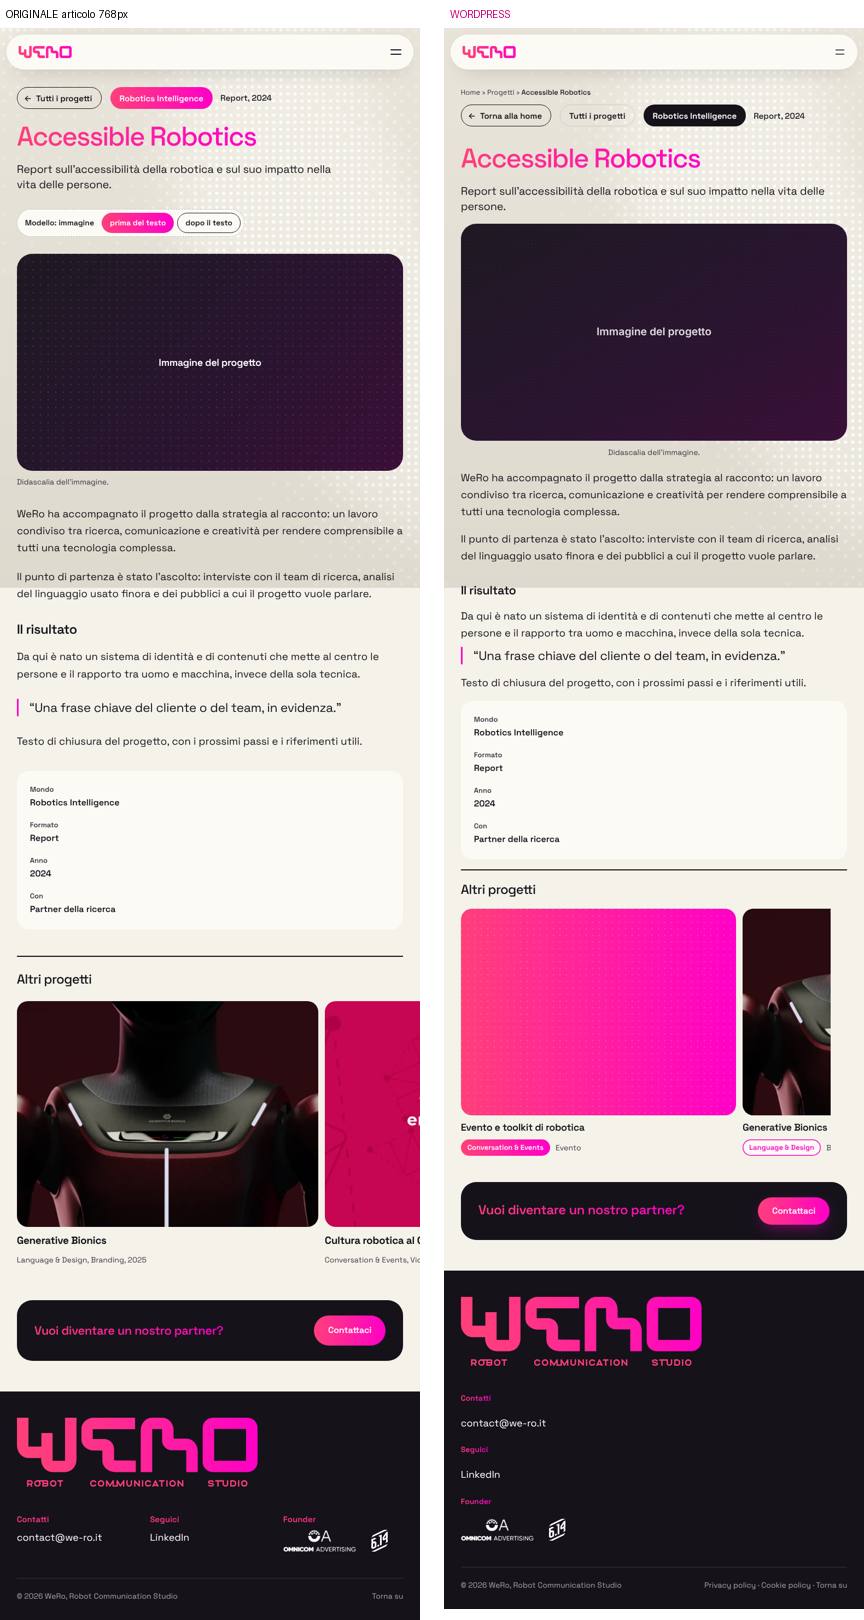 ORIGINALE articolo 768px
WERO
← Tutti i progetti
Robotics Intelligence
Report, 2024
Accessible Robotics
Report sull'accessibilità della robotica e sul suo impatto nella
vita delle persone.
Modello: immagine
prima del testo
dopo il testo
Immagine del progetto
Didascalia dell'immagine.
WeRo ha accompagnato il progetto dalla strategia al racconto: un lavoro
condiviso tra ricerca, comunicazione e creatività per rendere comprensibile a
tutti una tecnologia complessa.
Il punto di partenza è stato l'ascolto: interviste con il team di ricerca, analisi
del linguaggio usato finora e dei pubblici a cui il progetto vuole parlare.
Il risultato
Da qui è nato un sistema di identità e di contenuti che mette al centro le
persone e il rapporto tra uomo e macchina, invece della sola tecnica.
“Una frase chiave del cliente o del team, in evidenza.”
Testo di chiusura del progetto, con i prossimi passi e i riferimenti utili.
Mondo
Robotics Intelligence
Formato
Report
Anno
2024
Con
Partner della ricerca
Altri progetti
GENERATIVE BIONICS
en
Generative Bionics
Language & Design, Branding, 2025
Cultura robotica al C
Conversation & Events, Vid
Vuoi diventare un nostro partner?
Contattaci
WERO
ROBOT COMMUNICATION STUDIO
Contatti
contact@we-ro.it
Seguici
LinkedIn
Founder
OA
OMNICOM ADVERTISING
6.14
© 2026 WeRo, Robot Communication Studio
Torna su
WORDPRESS
WERO
Home » Progetti » Accessible Robotics
← Torna alla home
Tutti i progetti
Robotics Intelligence
Report, 2024
Accessible Robotics
Report sull'accessibilità della robotica e sul suo impatto nella vita delle
persone.
Immagine del progetto
Didascalia dell'immagine.
WeRo ha accompagnato il progetto dalla strategia al racconto: un lavoro
condiviso tra ricerca, comunicazione e creatività per rendere comprensibile a
tutti una tecnologia complessa.
Il punto di partenza è stato l'ascolto: interviste con il team di ricerca, analisi
del linguaggio usato finora e dei pubblici a cui il progetto vuole parlare.
Il risultato
Da qui è nato un sistema di identità e di contenuti che mette al centro le
persone e il rapporto tra uomo e macchina, invece della sola tecnica.
“Una frase chiave del cliente o del team, in evidenza.”
Testo di chiusura del progetto, con i prossimi passi e i riferimenti utili.
Mondo
Robotics Intelligence
Formato
Report
Anno
2024
Con
Partner della ricerca
Altri progetti
Evento e toolkit di robotica
Conversation & Events
Evento
Generative Bionics
Language & Design
B
Vuoi diventare un nostro partner?
Contattaci
WERO
ROBOT COMMUNICATION STUDIO
Contatti
contact@we-ro.it
Seguici
LinkedIn
Founder
OA
OMNICOM ADVERTISING
6.14
© 2026 WeRo, Robot Communication Studio
Privacy policy · Cookie policy · Torna su